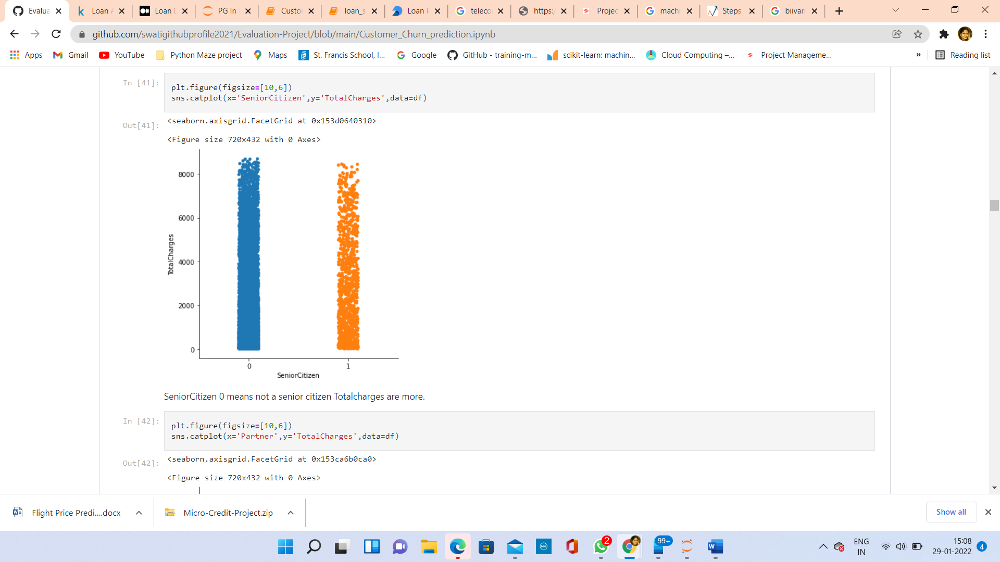 Evalua
Loan A
Loan D
PG In
Custo
loan_s
Loan P
teleco
https:/
Projec
machi
Steps
biivari
github.com/swatigithubprofile2021/Evaluation-Project/blob/main/Customer_Churn_prediction.ipynb
Apps
Gmail
YouTube
Python Maze project
Maps
St. Francis School, I...
Google
GitHub - training-m...
scikit-learn: machin...
Cloud Computing –...
Project Manageme...
»
Reading list
In [41]:
plt.figure(figsize=[10,6])
sns.catplot(x='SeniorCitizen',y='TotalCharges',data=df)
Out[41]:
<seaborn.axisgrid.FacetGrid at 0x153d0640310>
<Figure size 720x432 with 0 Axes>
8000
6000
4000
2000
0
TotalCharges
0
1
SeniorCitizen
SeniorCitizen 0 means not a senior citizen Totalcharges are more.
In [42]:
plt.figure(figsize=[10,6])
sns.catplot(x='Partner',y='TotalCharges',data=df)
Out[42]:
<seaborn.axisgrid.FacetGrid at 0x153ca6b0ca0>
<Figure size 720x432 with 0 Axes>
Flight Price Predi....docx
Micro-Credit-Project.zip
Show all
2
99+
ENG
IN
15:08
29-01-2022
4